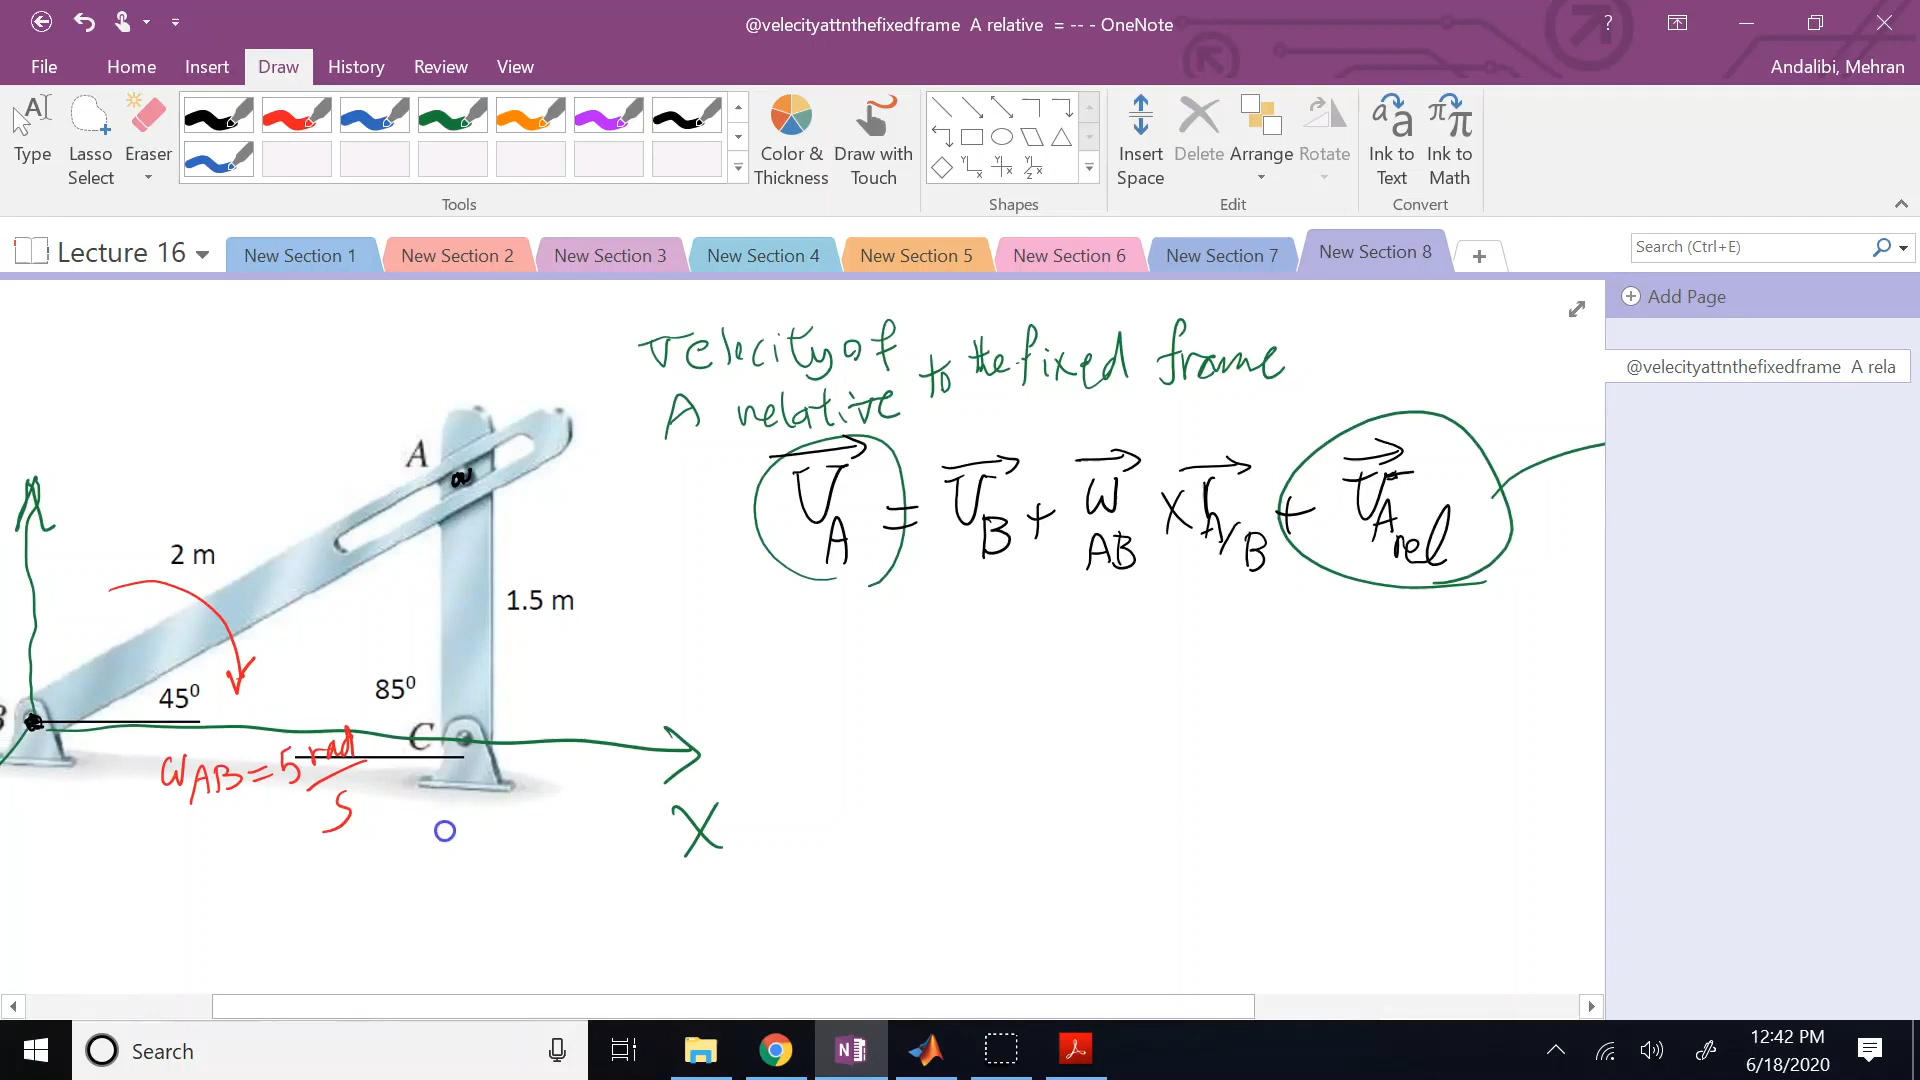 @velecityattnthefixedframe A relative = -- - OneNote
?
File Home Insert Draw History Review View
Andalibi, Mehran
Type
Lasso Select
Eraser
Color & Thickness
Draw with Touch
Insert Space
Delete
Arrange
Rotate
Ink to Text
Ink to Math
Tools
Shapes
Edit
Convert
Lecture 16
New Section 1
New Section 2
New Section 3
New Section 4
New Section 5
New Section 6
New Section 7
New Section 8
Search (Ctrl+E)
Add Page
@velecityattnthefixedframe A rela
velocity of to the fixed frame
A relative
V A = V B + ω AB × r A/B + V A rel
A
2 m
1.5 m
45⁰
85⁰
B
C
ω AB = 5 rad/s
X
Search
12:42 PM
6/18/2020